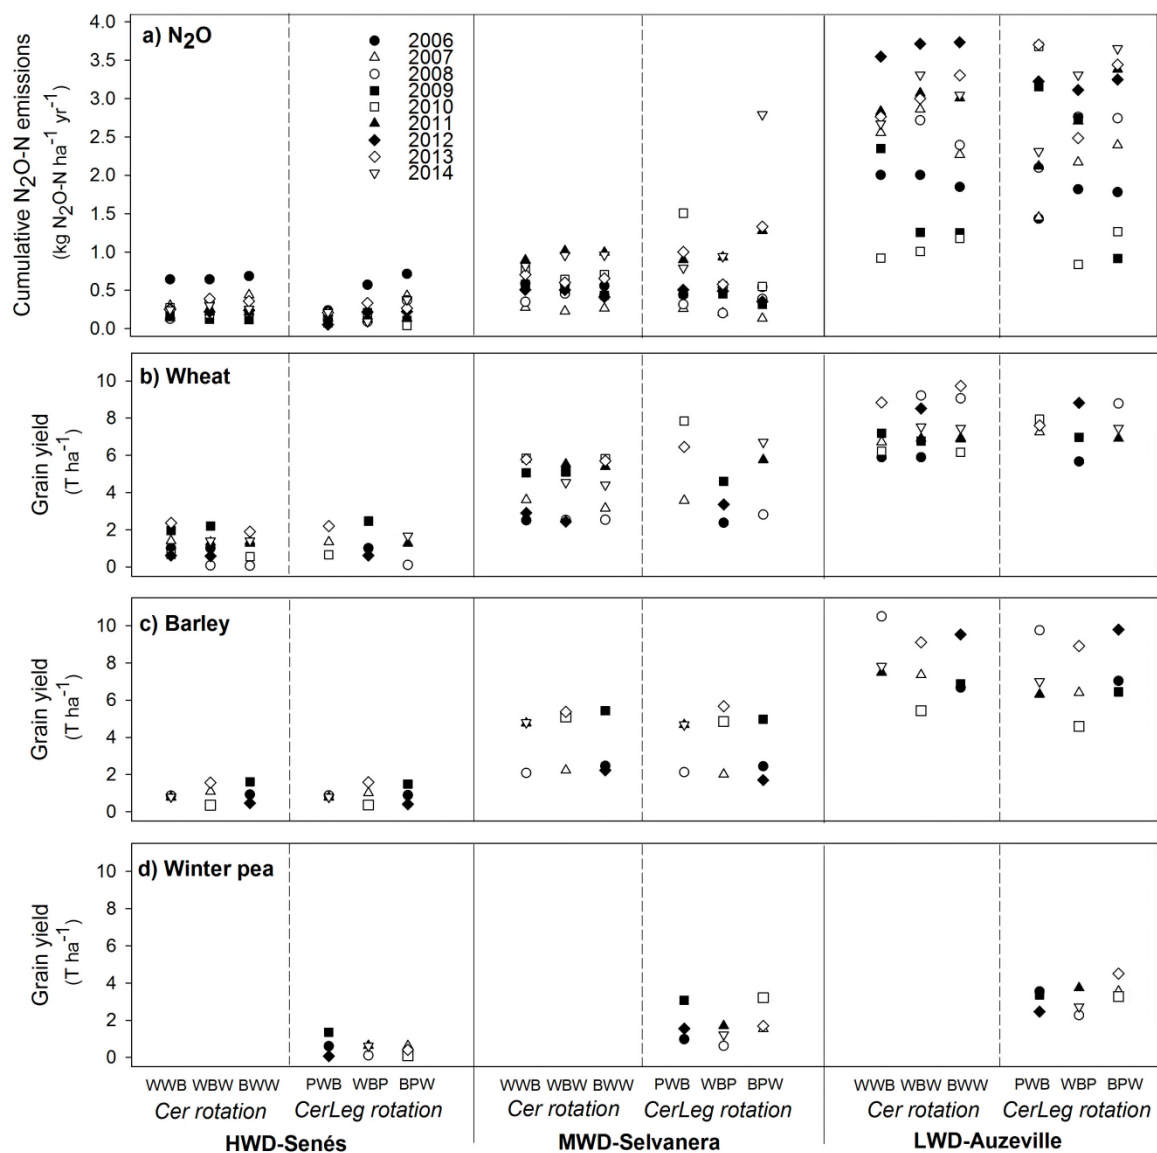 a) N2O
2006
2007
2008
2009
2010
2011
2012
2013
2014
Cumulative N2O-N emissions
(kg N2O-N ha-1 yr-1)
4.0
3.5
3.0
2.5
2.0
1.5
1.0
0.5
0.0
b) Wheat
Grain yield
(T ha-1)
10
8
6
4
2
0
c) Barley
Grain yield
(T ha-1)
10
8
6
4
2
0
d) Winter pea
Grain yield
(T ha-1)
10
8
6
4
2
0
WWB WBW BWW PWB WBP BPW WWB WBW BWW PWB WBP BPW WWB WBW BWW PWB WBP BPW
Cer rotation CerLeg rotation Cer rotation CerLeg rotation Cer rotation CerLeg rotation
HWD-Senés MWD-Selvanera LWD-Auzeville